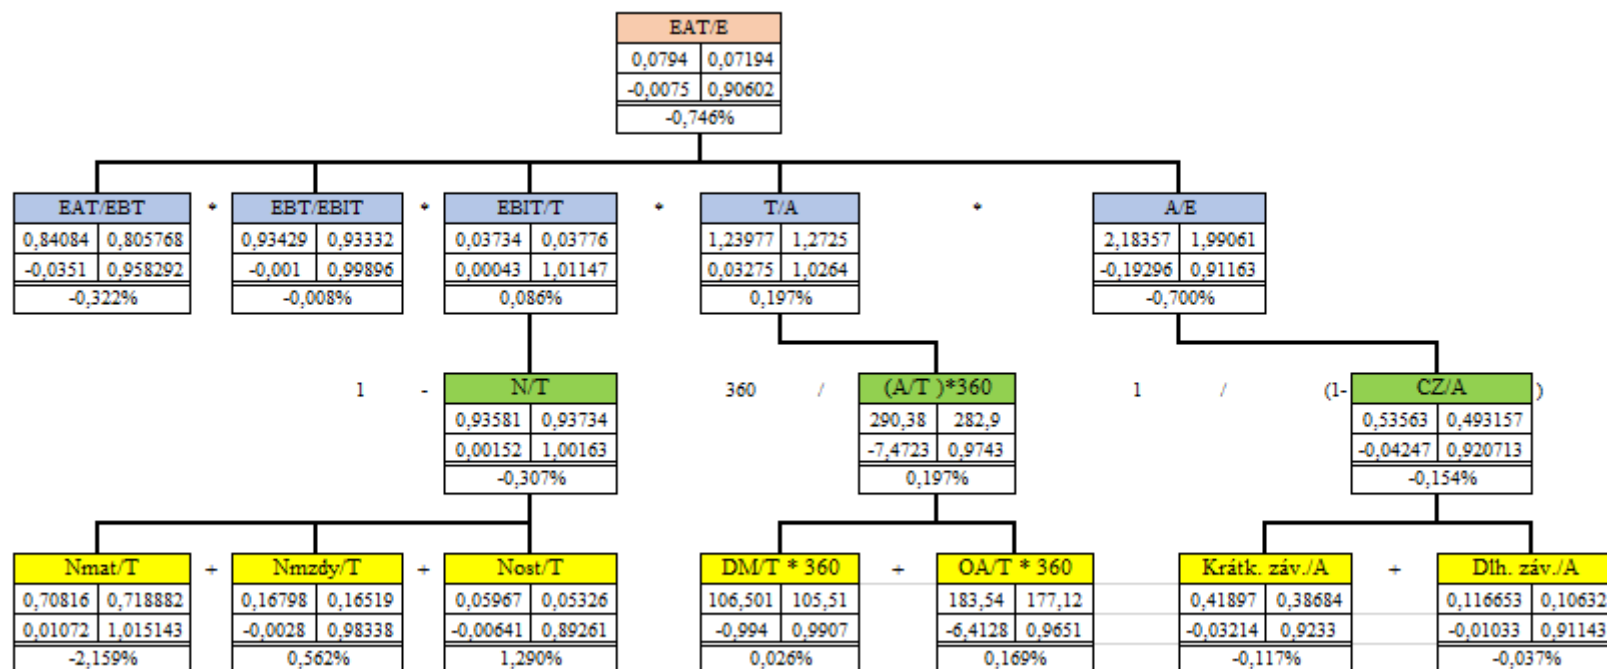 EAT/E
0,0794 0,07194
-0,0075 0,90602
-0,746%
EAT/EBT * EBT/EBIT * EBIT/T * T/A * A/E
0,84084 0,805768 0,93429 0,93332 0,03734 0,03776 1,23977 1,2725 2,18357 1,99061
-0,0351 0,958292 -0,001 0,99896 0,00043 1,01147 0,03275 1,0264 -0,19296 0,91163
-0,322% -0,008% 0,086% 0,197% -0,700%
1 - N/T 360 / (A/T )*360 1 / (1- CZ/A )
0,93581 0,93734 290,38 282,9 0,53563 0,493157
0,00152 1,00163 -7,4723 0,9743 -0,04247 0,920713
-0,307% 0,197% -0,154%
Nmat/T + Nmzdy/T + Nost/T DM/T * 360 + OA/T * 360 Krátk. záv./A + Dlh. záv./A
0,70816 0,718882 0,16798 0,16519 0,05967 0,05326 106,501 105,51 183,54 177,12 0,41897 0,38684 0,116653 0,10632
0,01072 1,015143 -0,0028 0,98338 -0,00641 0,89261 -0,994 0,9907 -6,4128 0,9651 -0,03214 0,9233 -0,01033 0,91143
-2,159% 0,562% 1,290% 0,026% 0,169% -0,117% -0,037%